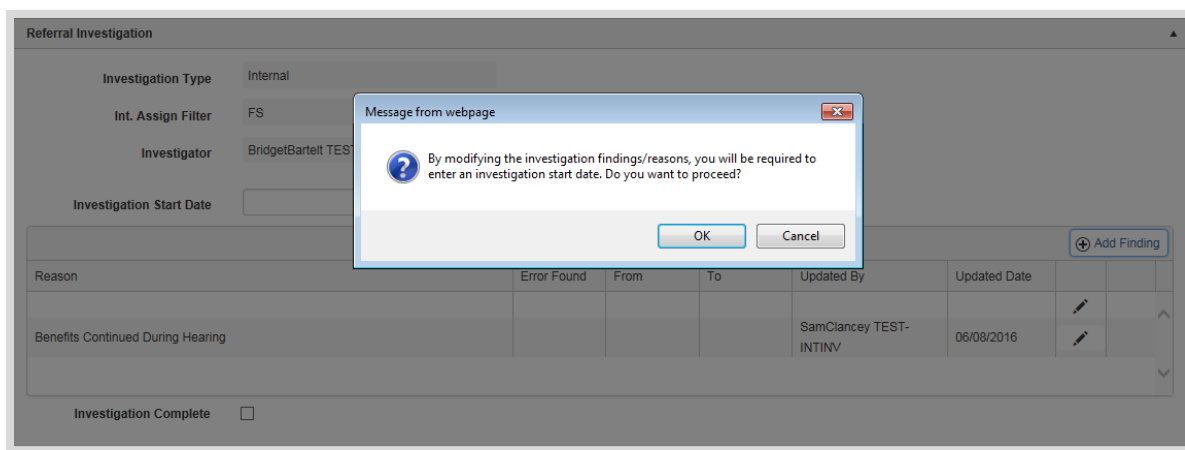 Referral Investigation
Investigation Type Internal
Int. Assign Filter FS
Investigator BridgetBartelt TEST
Message from webpage
By modifying the investigation findings/reasons, you will be required to
enter an investigation start date. Do you want to proceed?
OK Cancel
Investigation Start Date
Add Finding
Reason Error Found From To Updated By Updated Date
Benefits Continued During Hearing SamClancey TEST- 06/08/2016
INTINV
Investigation Complete